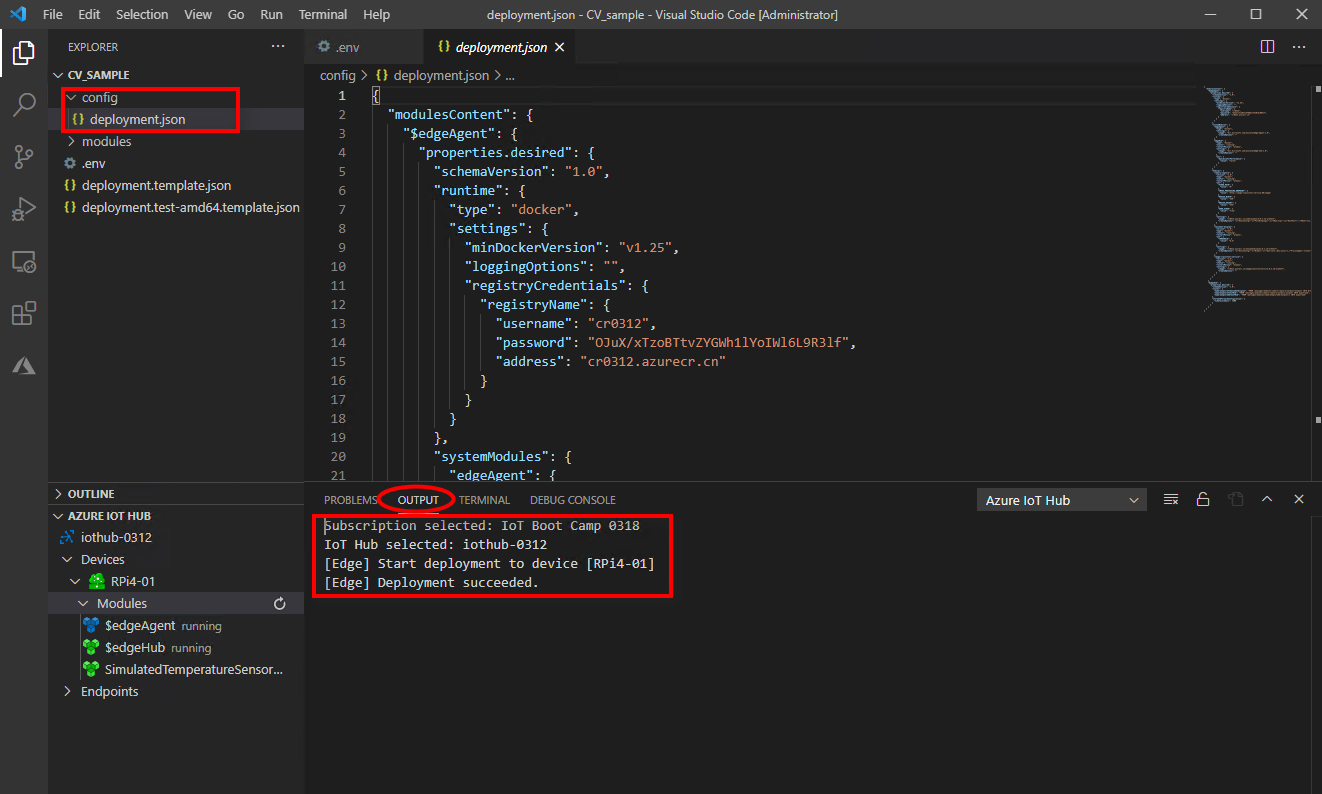 File Edit Selection View Go Run Terminal Help
deployment.json - CV_sample - Visual Studio Code [Administrator]
EXPLORER
CV_SAMPLE
config
{} deployment.json
modules
.env
{} deployment.template.json
{} deployment.test-amd64.template.json
OUTLINE
AZURE IOT HUB
iothub-0312
Devices
RPi4-01
Modules
$edgeAgent running
$edgeHub running
SimulatedTemperatureSensor...
Endpoints
.env
{} deployment.json
config > {} deployment.json > ...
1 {
2 "modulesContent": {
3 "$edgeAgent": {
4 "properties.desired": {
5 "schemaVersion": "1.0",
6 "runtime": {
7 "type": "docker",
8 "settings": {
9 "minDockerVersion": "v1.25",
10 "loggingOptions": "",
11 "registryCredentials": {
12 "registryName": {
13 "username": "cr0312",
14 "password": "OJuX/xTzoBTtvZYGWh1lYoIWl6L9R3lf",
15 "address": "cr0312.azurecr.cn"
16 }
17 }
18 }
19 },
20 "systemModules": {
21 "edgeAgent": {
PROBLEMS OUTPUT TERMINAL DEBUG CONSOLE
Azure IoT Hub
Subscription selected: IoT Boot Camp 0318
IoT Hub selected: iothub-0312
[Edge] Start deployment to device [RPi4-01]
[Edge] Deployment succeeded.